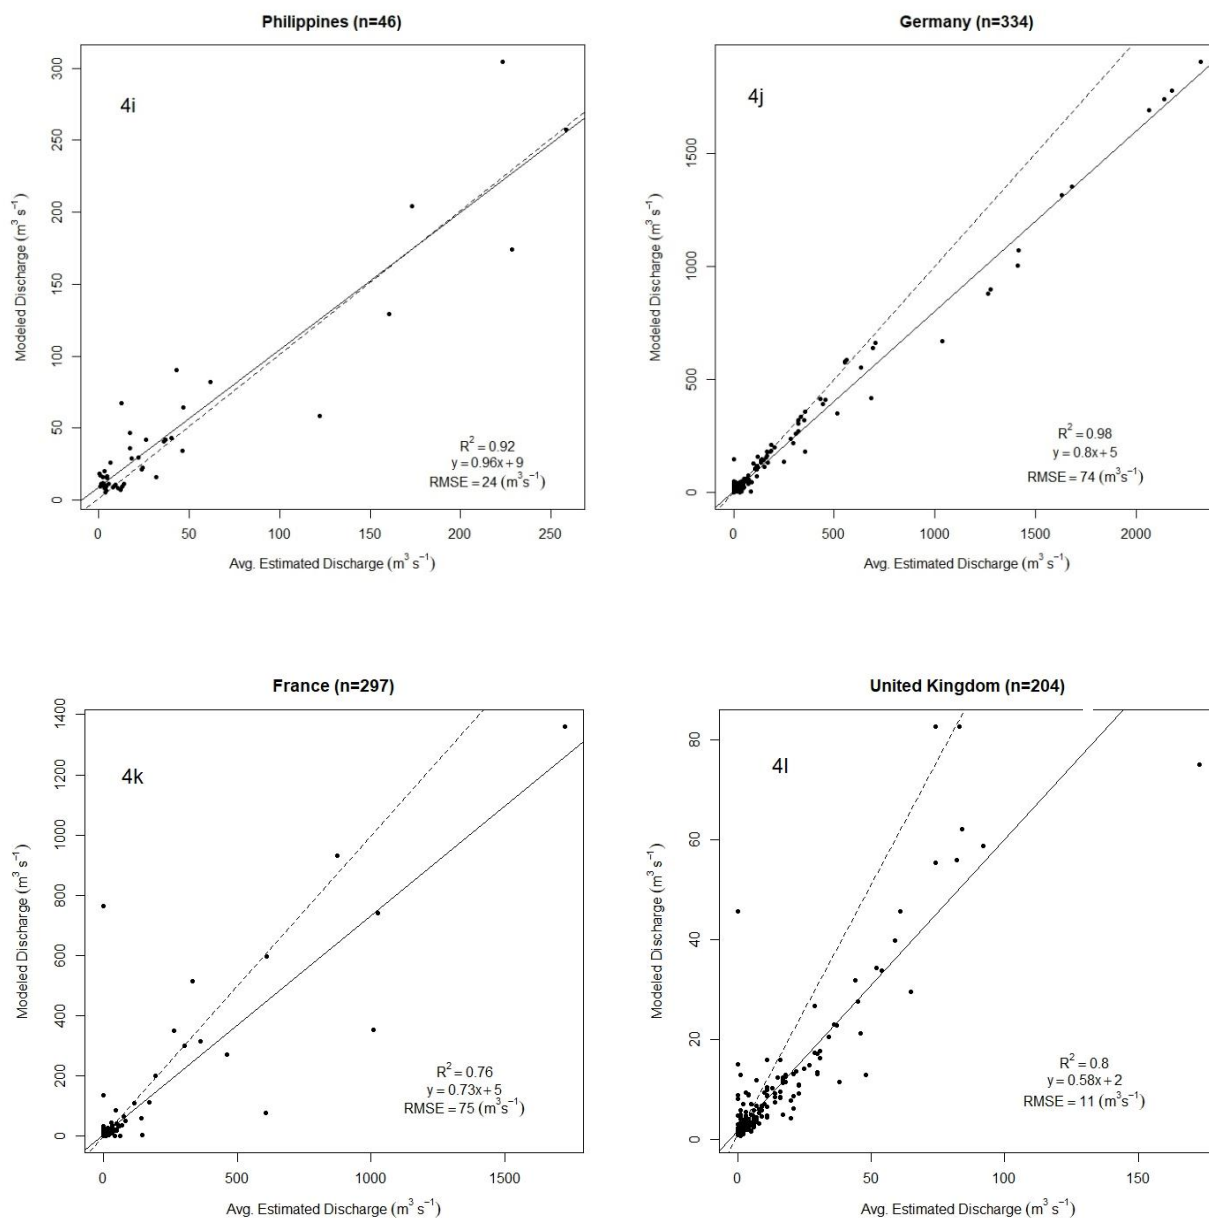 Philippines (n=46)
4i
300
250
200
150
100
50
0
Modeled Discharge (m³ s⁻¹)
R² = 0.92
y = 0.96x + 9
RMSE = 24 (m³s⁻¹)
0 50 100 150 200 250
Avg. Estimated Discharge (m³ s⁻¹)
Germany (n=334)
4j
1500
1000
500
0
Modeled Discharge (m³ s⁻¹)
R² = 0.98
y = 0.8x + 5
RMSE = 74 (m³s⁻¹)
0 500 1000 1500 2000
Avg. Estimated Discharge (m³ s⁻¹)
France (n=297)
4k
1400
1200
1000
800
600
400
200
0
Modeled Discharge (m³ s⁻¹)
R² = 0.76
y = 0.73x + 5
RMSE = 75 (m³s⁻¹)
0 500 1000 1500
Avg. Estimated Discharge (m³ s⁻¹)
United Kingdom (n=204)
4l
80
60
40
20
0
Modeled Discharge (m³ s⁻¹)
R² = 0.8
y = 0.58x + 2
RMSE = 11 (m³s⁻¹)
0 50 100 150
Avg. Estimated Discharge (m³ s⁻¹)